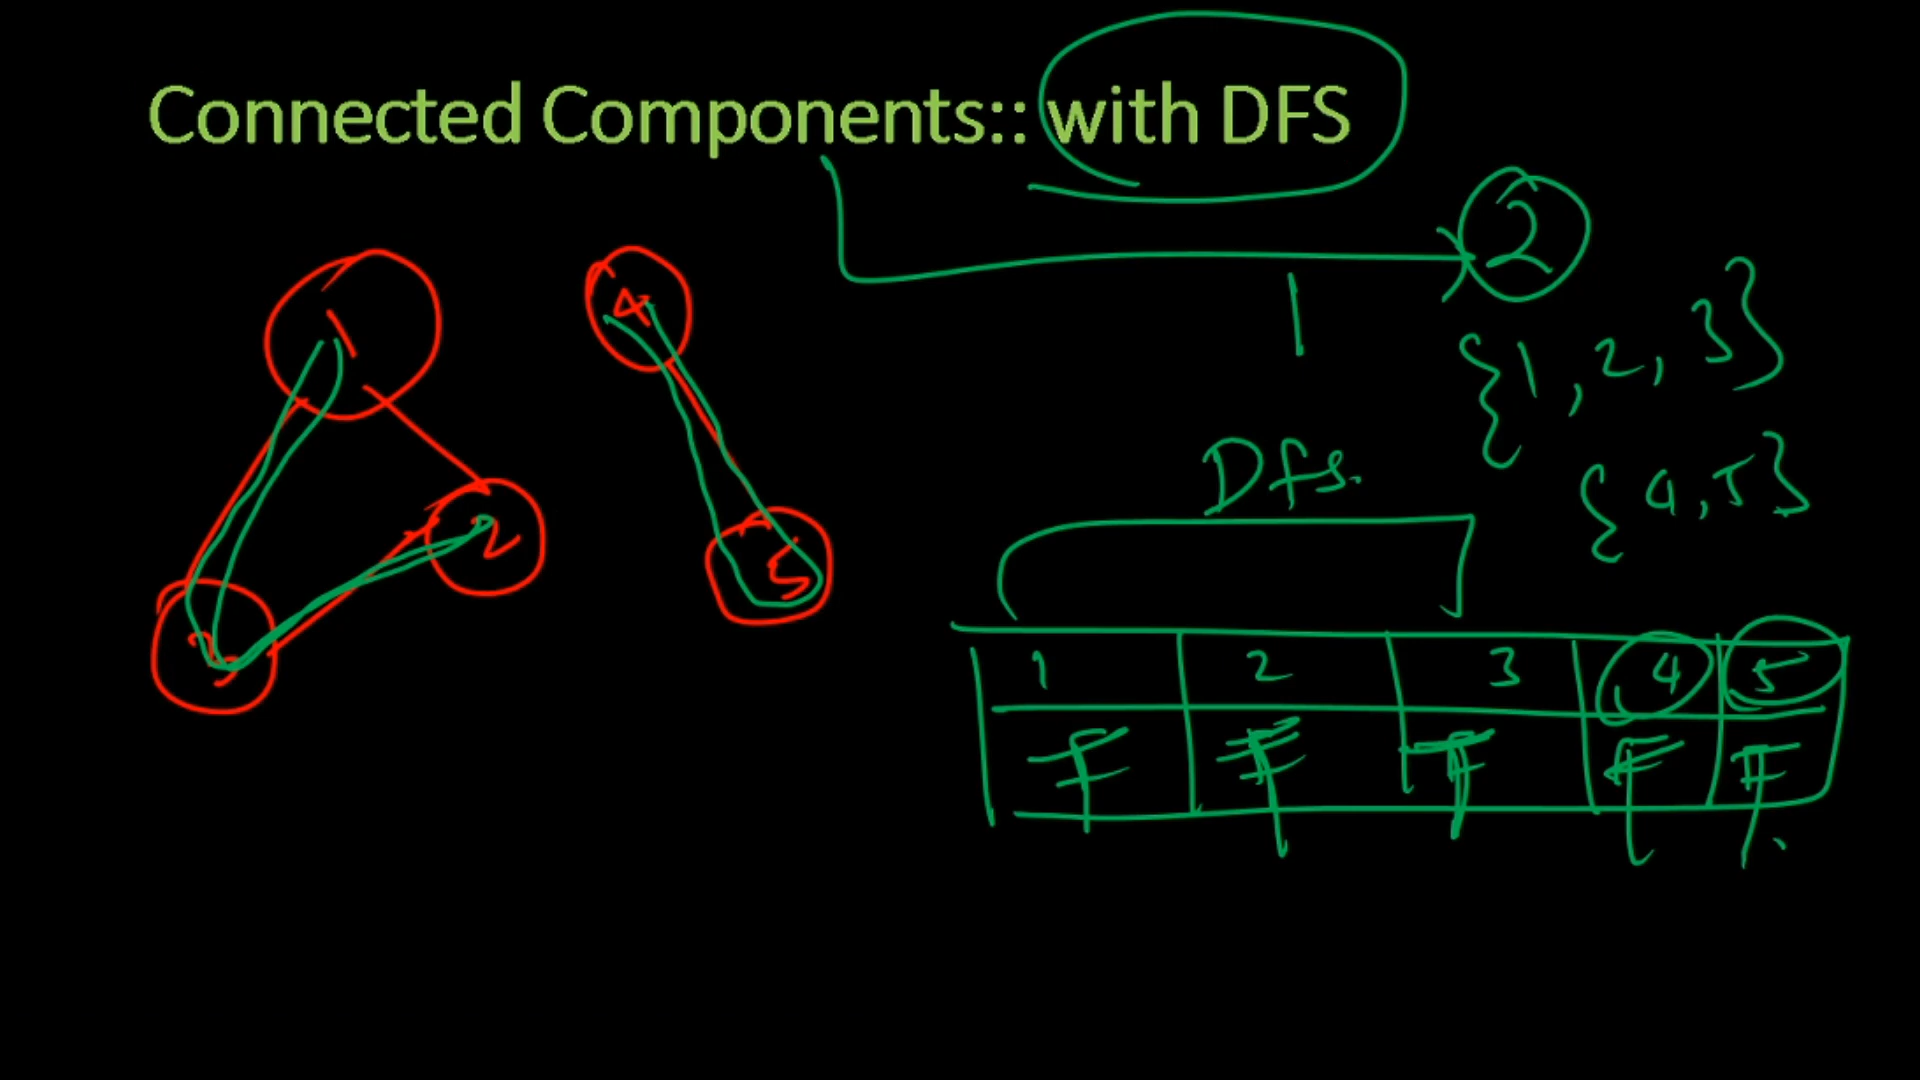 Connected Components:: with DFS
2
1
4
{1, 2, 3}
Dfs.
{4, 5}
2
5
3
1 2 3 4 5
F F F F F